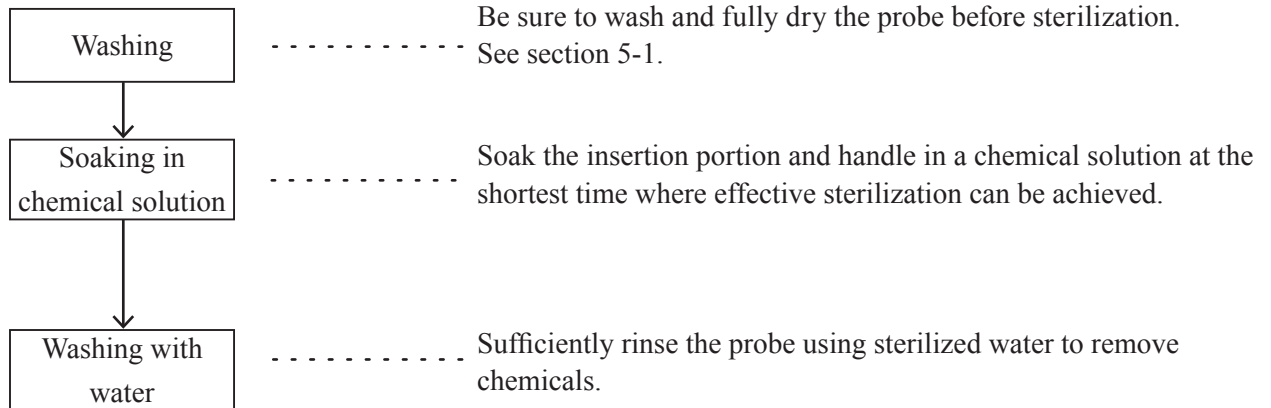 Washing
Be sure to wash and fully dry the probe before sterilization.
See section 5-1.
Soaking in
chemical solution
Soak the insertion portion and handle in a chemical solution at the
shortest time where effective sterilization can be achieved.
Washing with
water
Sufficiently rinse the probe using sterilized water to remove
chemicals.